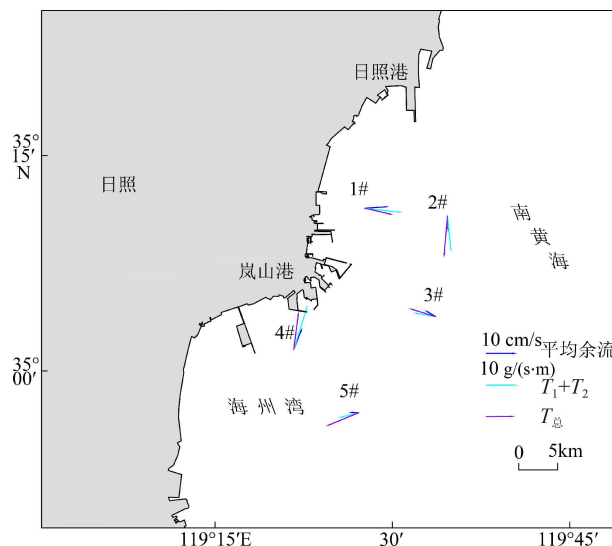 日照港
35°
15′
N
日照
1#
2#
南黄海
岚山港
3#
4#
10 cm/s
平均余流
10 g/(s·m)
T₁+T₂
T总
35°
00′
海州湾
5#
0 5km
119°15′E
30′
119°45′